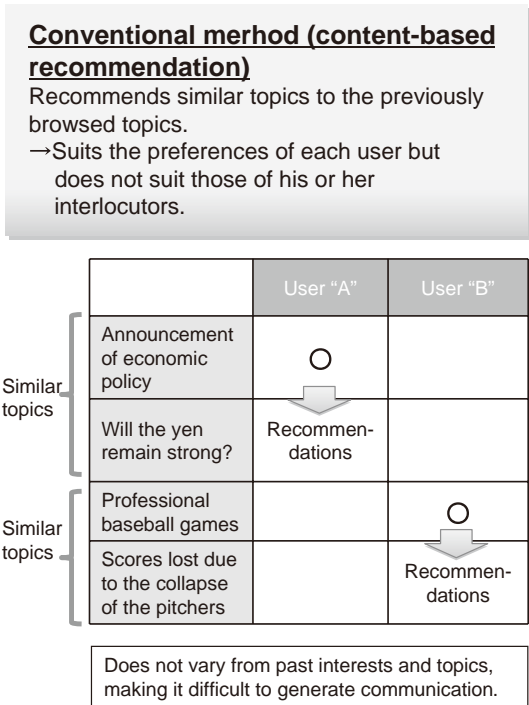 Conventional merhod (content-based
recommendation)
Recommends similar topics to the previously
browsed topics.
→Suits the preferences of each user but
does not suit those of his or her
interlocutors.
User “A”
User “B”
Similar
topics
Announcement
of economic
policy
Will the yen
remain strong?
Recommen-
dations
Similar
topics
Professional
baseball games
Scores lost due
to the collapse
of the pitchers
Recommen-
dations
Does not vary from past interests and topics,
making it difficult to generate communication.